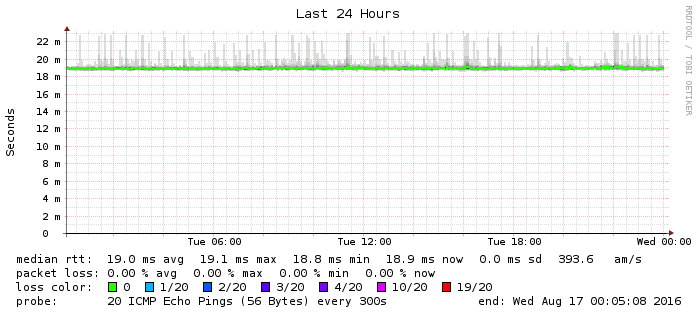 Last 24 Hours
RRDTOOL / TOBI OETIKER
Seconds
22 m
20 m
18 m
16 m
14 m
12 m
10 m
8 m
6 m
4 m
2 m
0
Tue 06:00 Tue 12:00 Tue 18:00 Wed 00:00
median rtt: 19.0 ms avg 19.1 ms max 18.8 ms min 18.9 ms now 0.0 ms sd 393.6 am/s
packet loss: 0.00 % avg 0.00 % max 0.00 % min 0.00 % now
loss color: 0 1/20 2/20 3/20 4/20 10/20 19/20
probe: 20 ICMP Echo Pings (56 Bytes) every 300s end: Wed Aug 17 00:05:08 2016